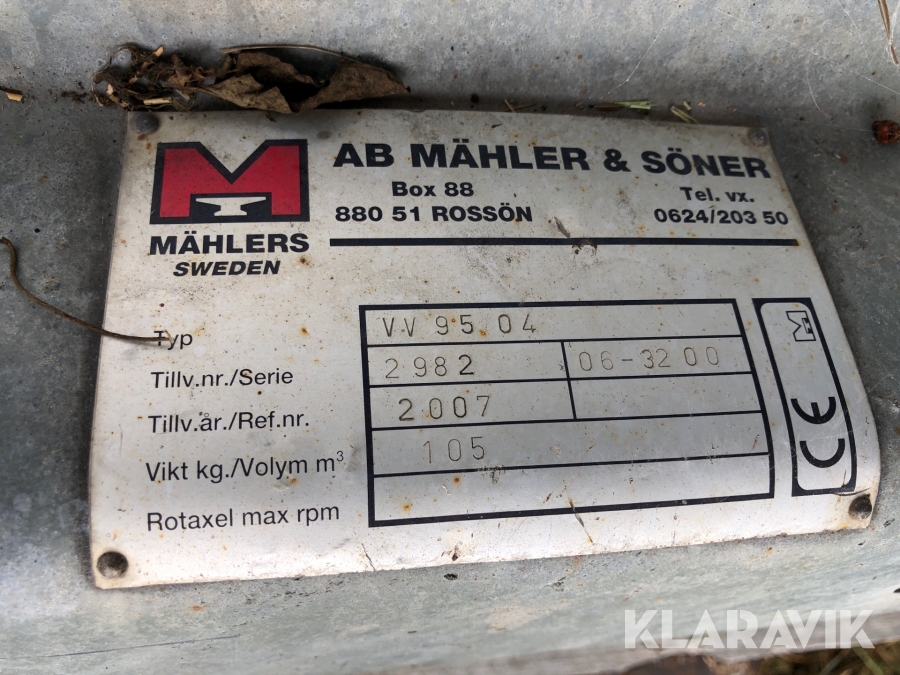 AB MÄHLER & SÖNER
Box 88
880 51 ROSSÖN
Tel. vx.
0624/203 50
M
MÄHLERS
SWEDEN
Typ VV 95.04
Tillv.nr./Serie 2982 06-3200
Tillv.år./Ref.nr. 2007
Vikt kg./Volym m³ 105
Rotaxel max rpm
M
CE
KLARAVIK